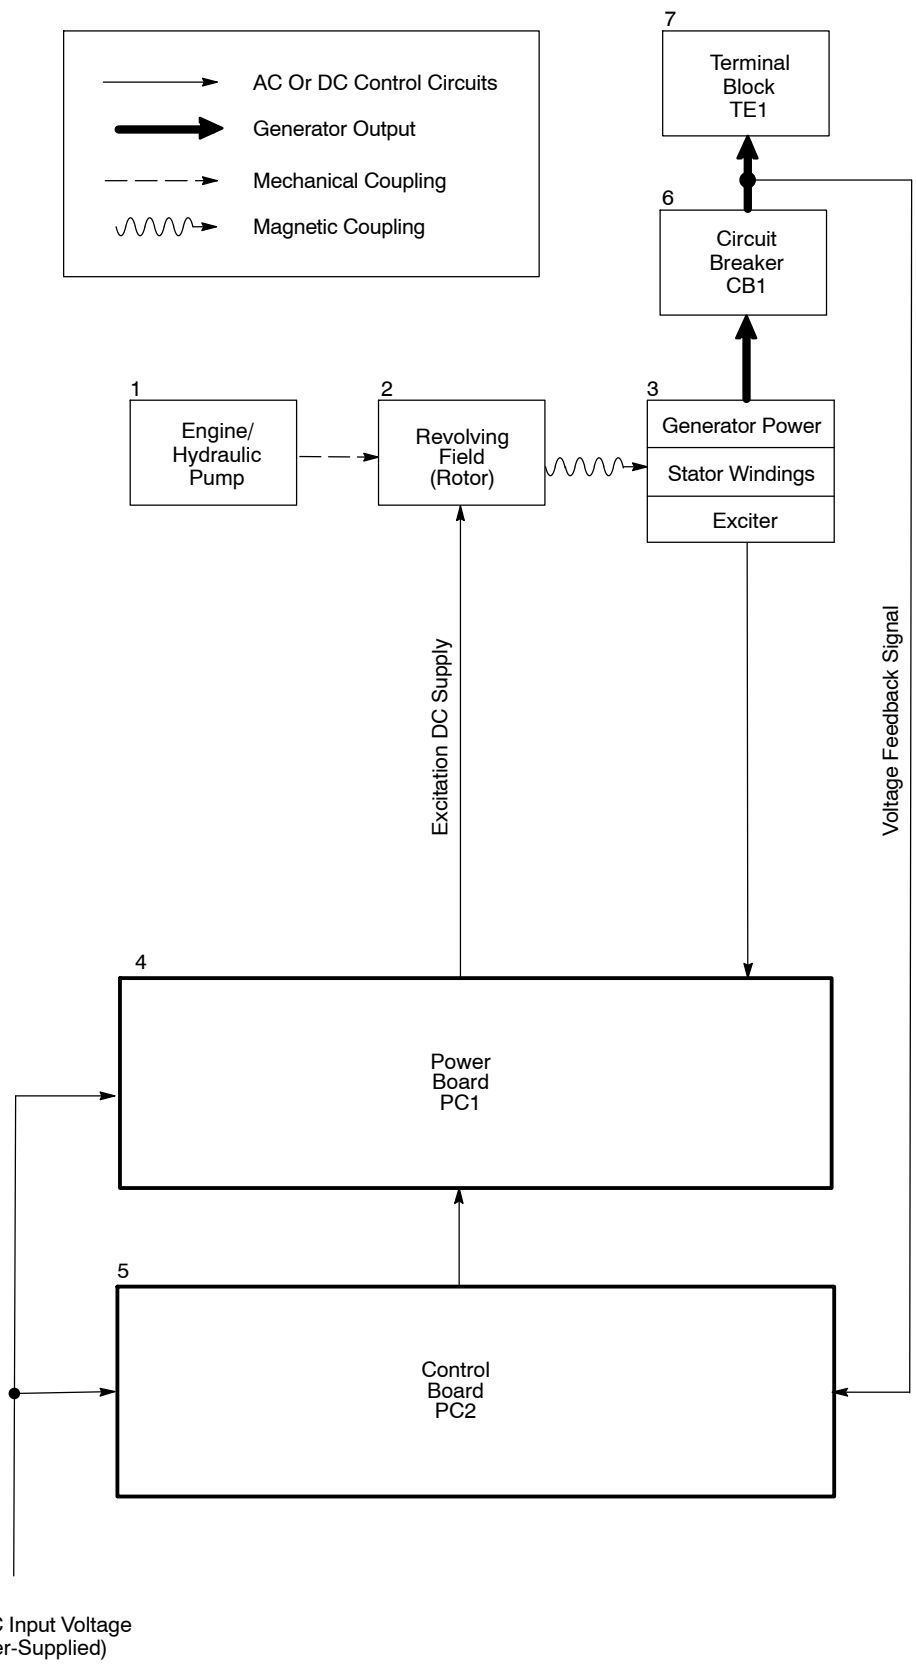 7
Terminal
Block
TE1
AC Or DC Control Circuits
Generator Output
Mechanical Coupling
Magnetic Coupling
6
Circuit
Breaker
CB1
1
Engine/
Hydraulic
Pump
2
Revolving
Field
(Rotor)
3
Generator Power
Stator Windings
Exciter
Excitation DC Supply
Voltage Feedback Signal
4
Power
Board
PC1
5
Control
Board
PC2
Input Voltage
er-Supplied)